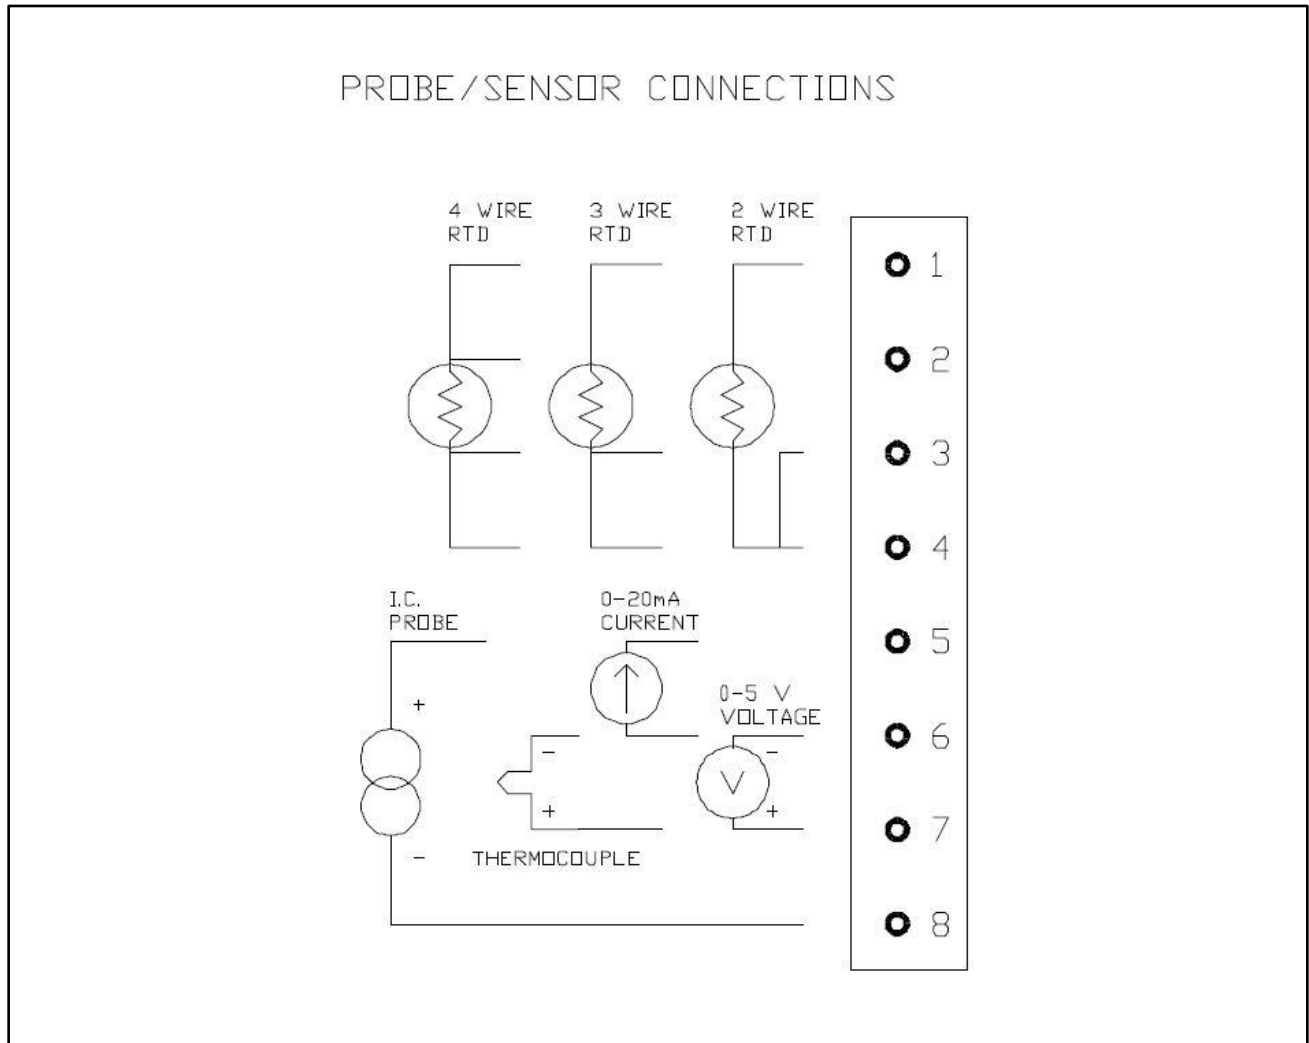 PROBE/SENSOR CONNECTIONS
4 WIRE
RTD
3 WIRE
RTD
2 WIRE
RTD
1
2
3
4
I.C.
PROBE
0-20mA
CURRENT
5
+
0-5 V
VOLTAGE
-
-
6
V
+
+
7
-
THERMOCOUPLE
8